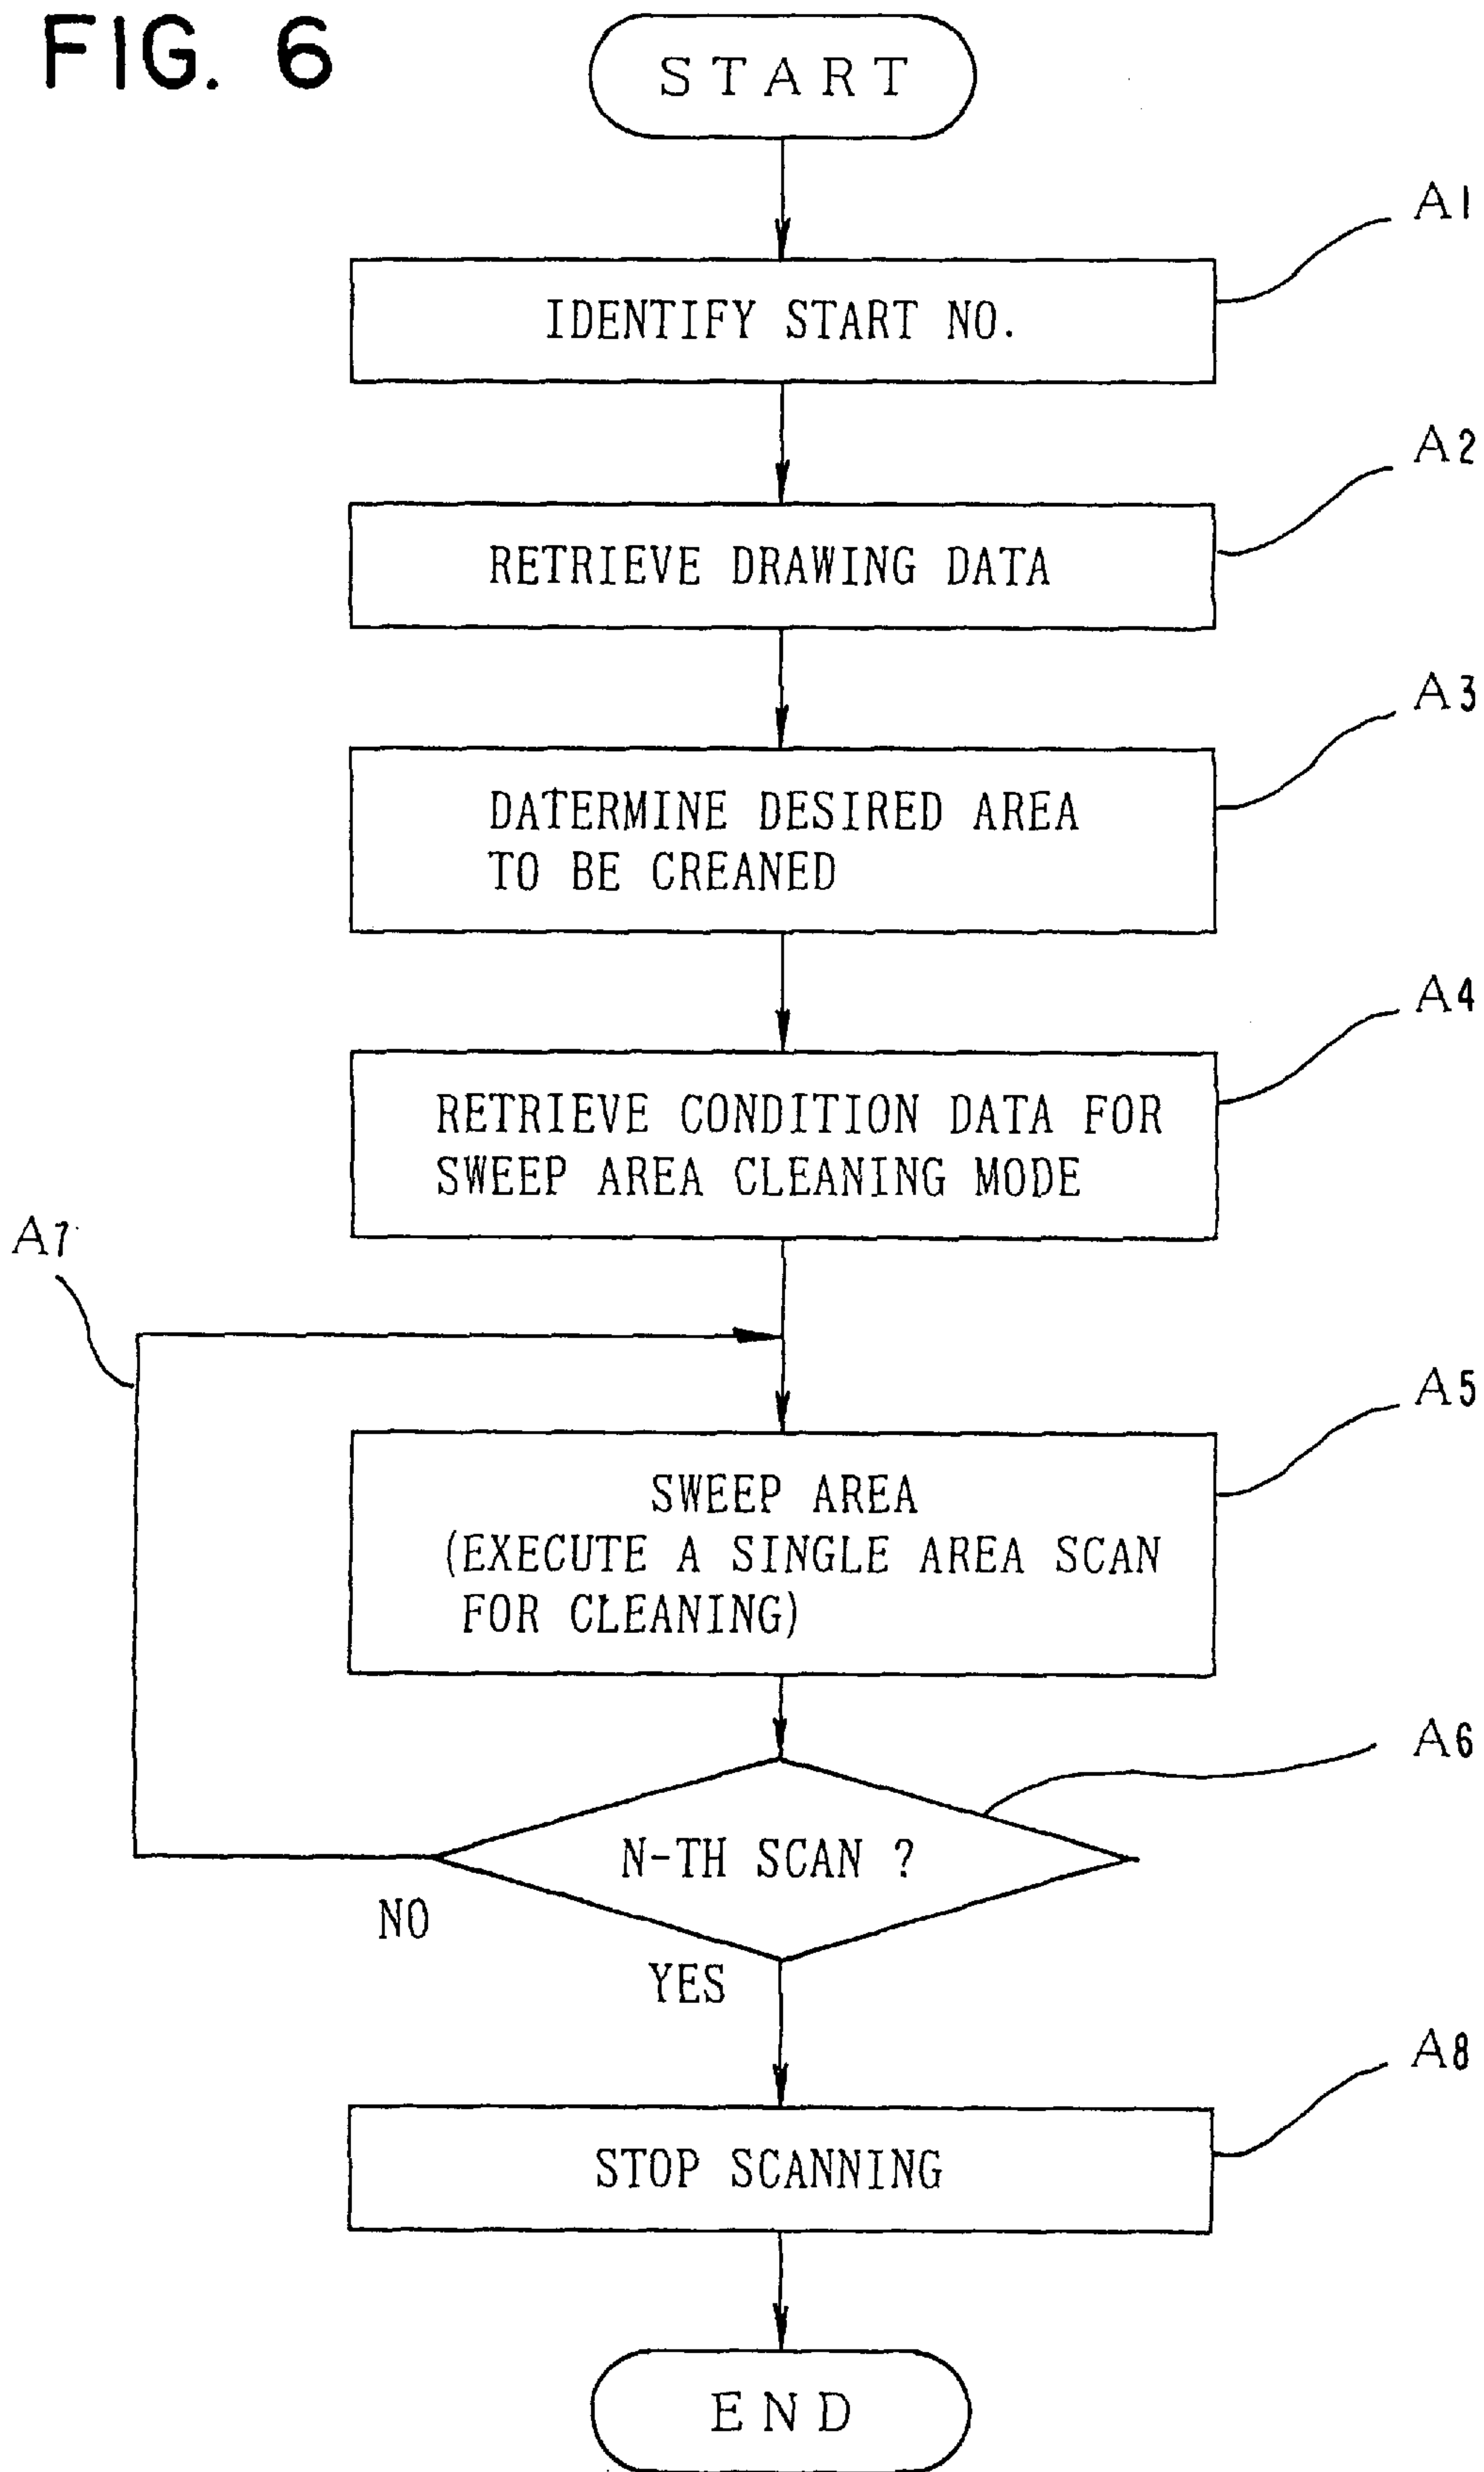 FIG. 6
START
A1
IDENTIFY START NO.
A2
RETRIEVE DRAWING DATA
A3
DATERMINE DESIRED AREA
TO BE CREANED
A4
RETRIEVE CONDITION DATA FOR
SWEEP AREA CLEANING MODE
A7
A5
SWEEP AREA
(EXECUTE A SINGLE AREA SCAN
FOR CLEANING)
A6
N-TH SCAN ?
NO
YES
A8
STOP SCANNING
END